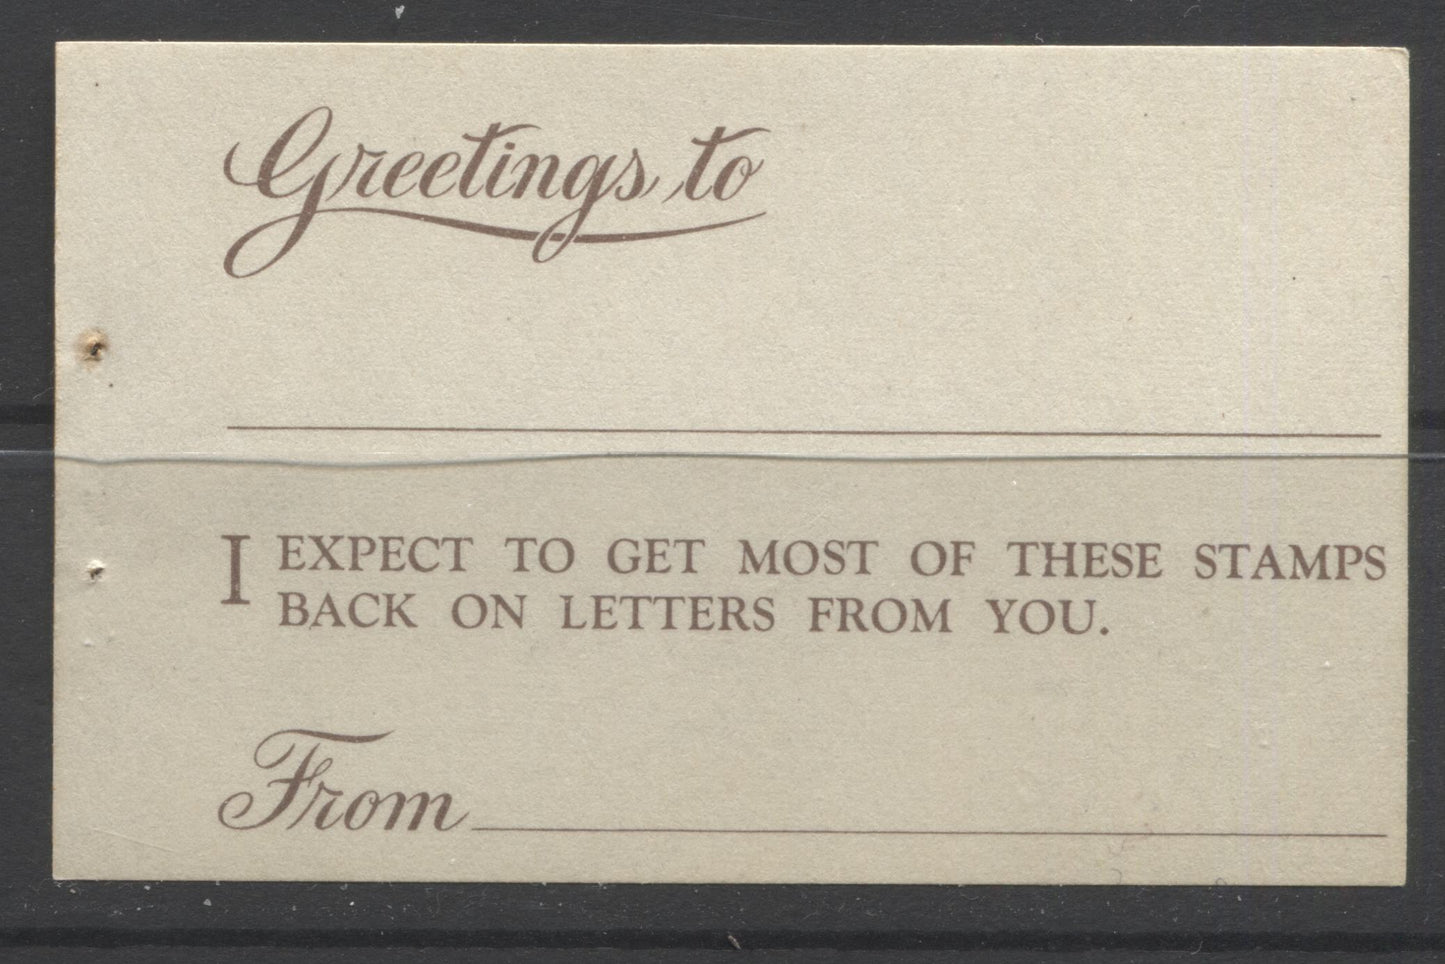 Greetings to
I EXPECT TO GET MOST OF THESE STAMPS
BACK ON LETTERS FROM YOU.
From